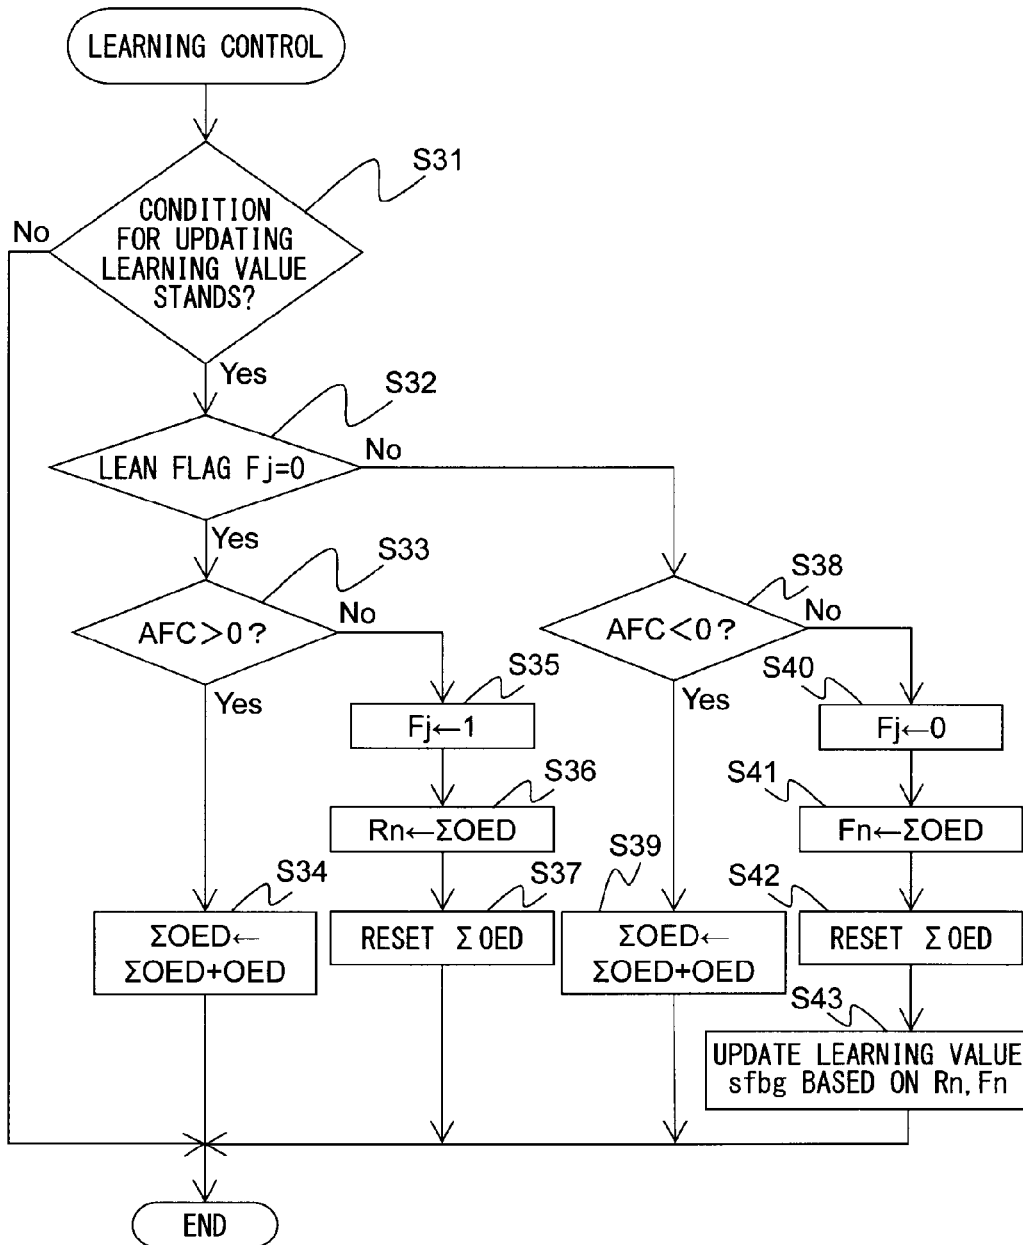 LEARNING CONTROL
S31
CONDITION
FOR UPDATING
LEARNING VALUE
STANDS?
No
Yes
S32
LEAN FLAG Fj=0
No
Yes
S33
AFC>0?
No
Yes
S38
AFC<0?
No
Yes
S35
Fj←1
S40
Fj←0
S36
Rn←ΣOED
S41
Fn←ΣOED
S34
ΣOED←
ΣOED+OED
S37
RESET ΣOED
S39
ΣOED←
ΣOED+OED
S42
RESET ΣOED
S43
UPDATE LEARNING VALUE
sfbg BASED ON Rn, Fn
END